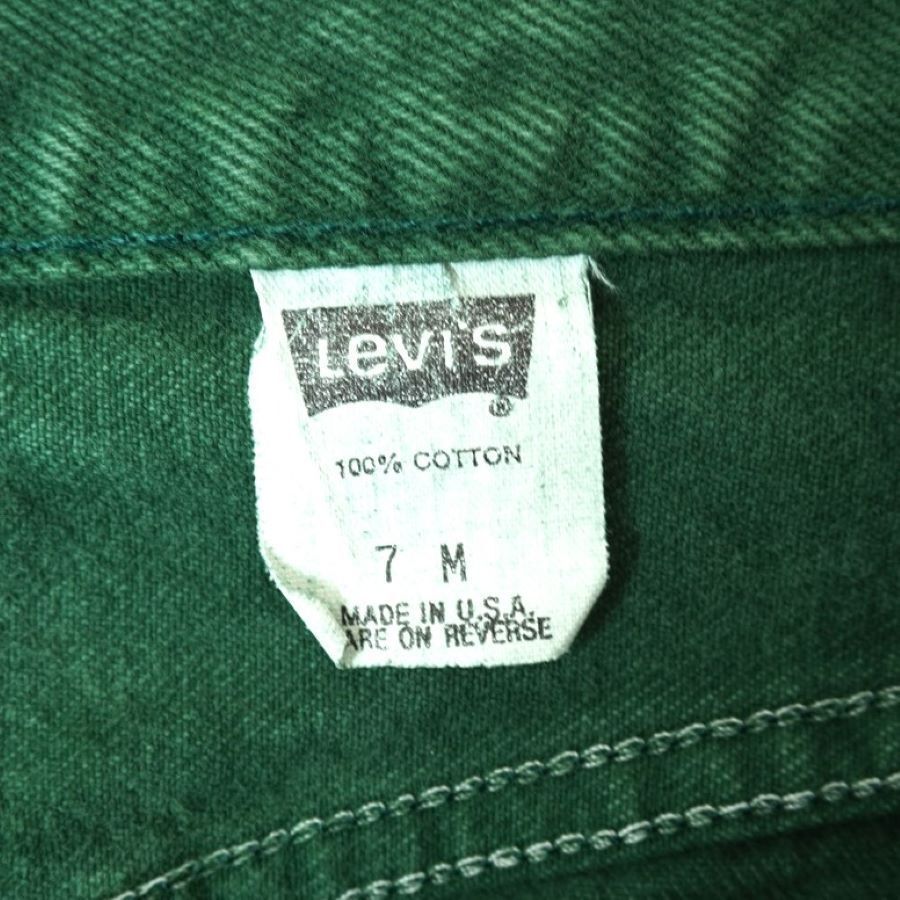 Levi's
®
100% COTTON
7 M
MADE IN U.S.A.
ARE ON REVERSE